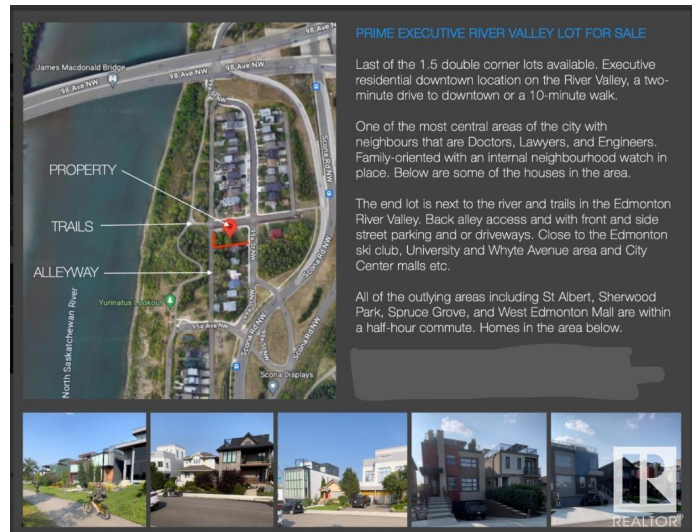 PRIME EXECUTIVE RIVER VALLEY LOT FOR SALE
Last of the 1.5 double corner lots available. Executive
residential downtown location on the River Valley, a two-
minute drive to downtown or a 10-minute walk.
One of the most central areas of the city with
neighbours that are Doctors, Lawyers, and Engineers.
Family-oriented with an internal neighbourhood watch in
place. Below are some of the houses in the area.
The end lot is next to the river and trails in the Edmonton
River Valley. Back alley access and with front and side
street parking and or driveways. Close to the Edmonton
ski club, University and Whyte Avenue area and City
Center malls etc.
All of the outlying areas including St Albert, Sherwood
Park, Spruce Grove, and West Edmonton Mall are within
a half-hour commute. Homes in the area below.
James Macdonald Bridge
98 Ave NW
98 Ave NW
98 Ave NW
PROPERTY
TRAILS
ALLEYWAY
Scona Rd NW
Yurinatus Lookout
95a Ave NW
Scona Rd NW
Scona Rd NW
North Saskatchewan River
Scona Displays
REALTOR®